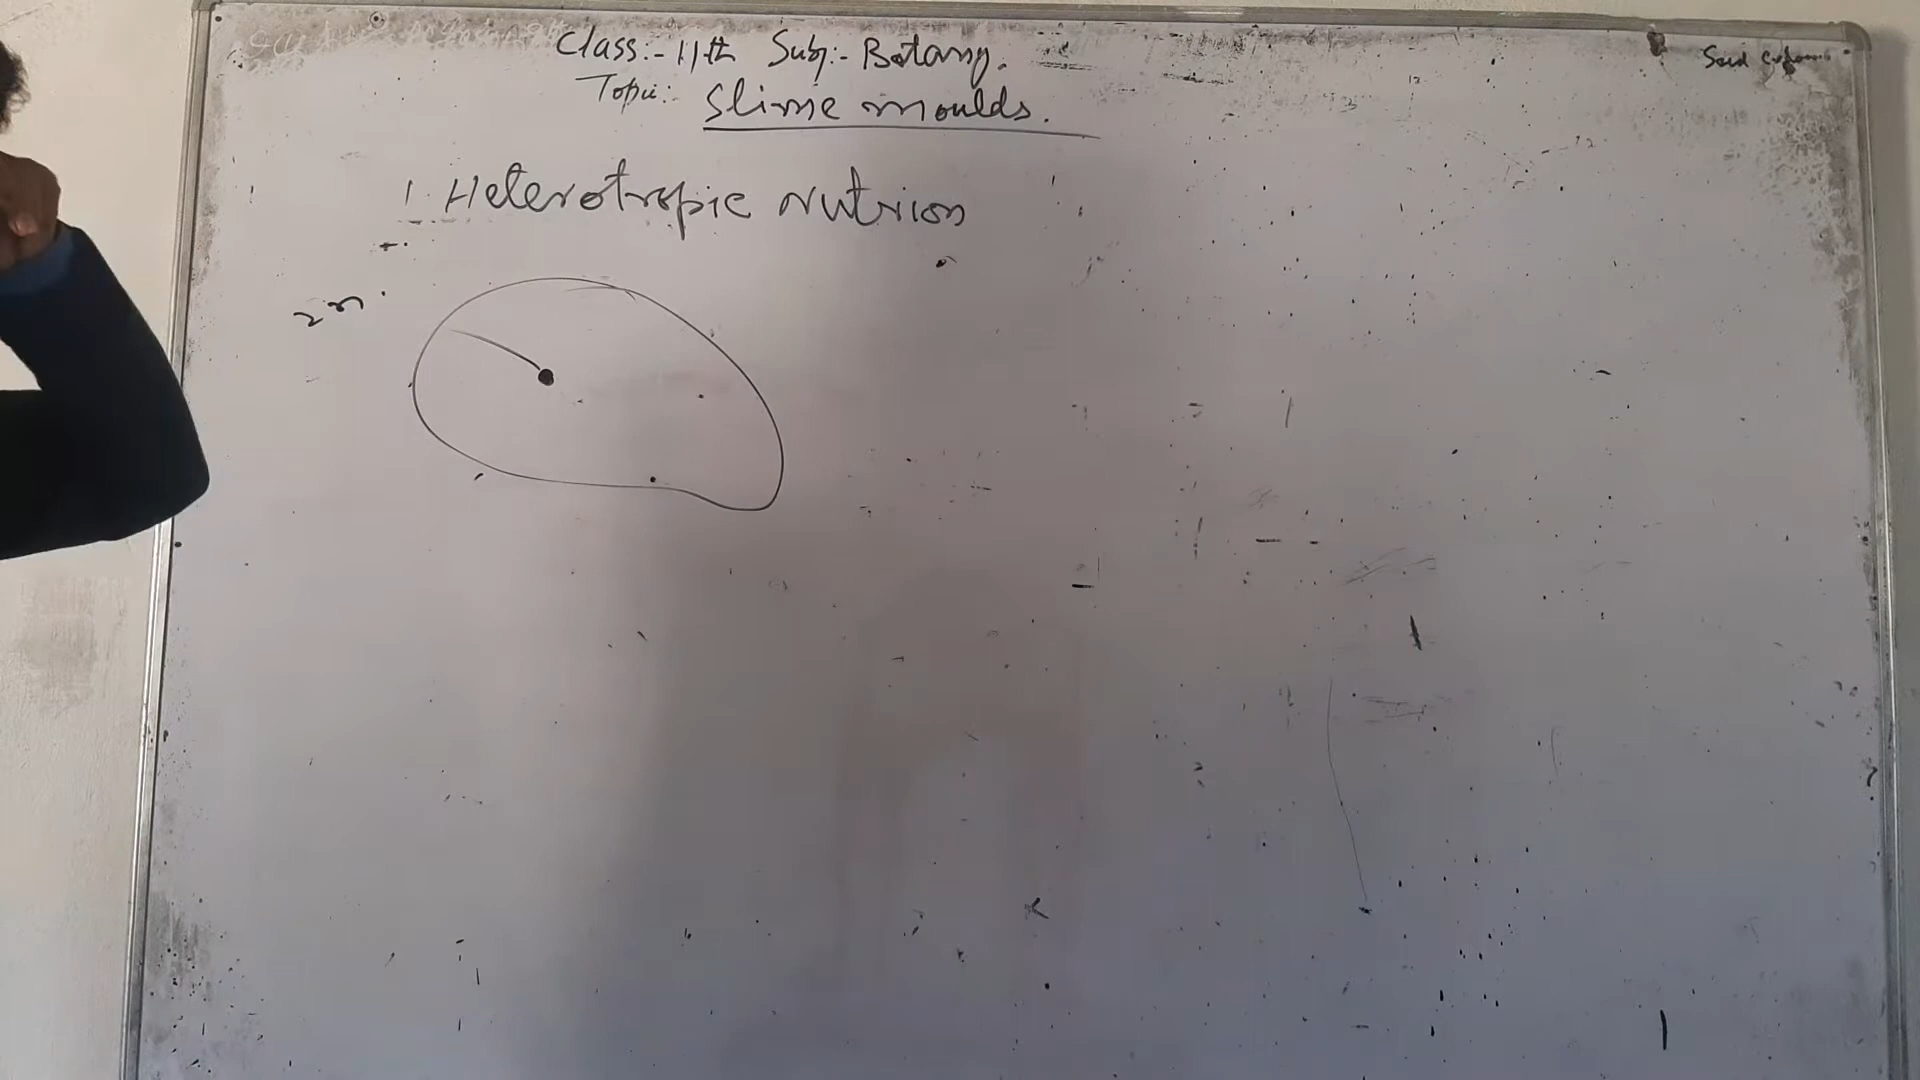 Class:- 11th Subj:- Botany.
Topic: Slime moulds.
1 Heterotropic Nutrion
2n.